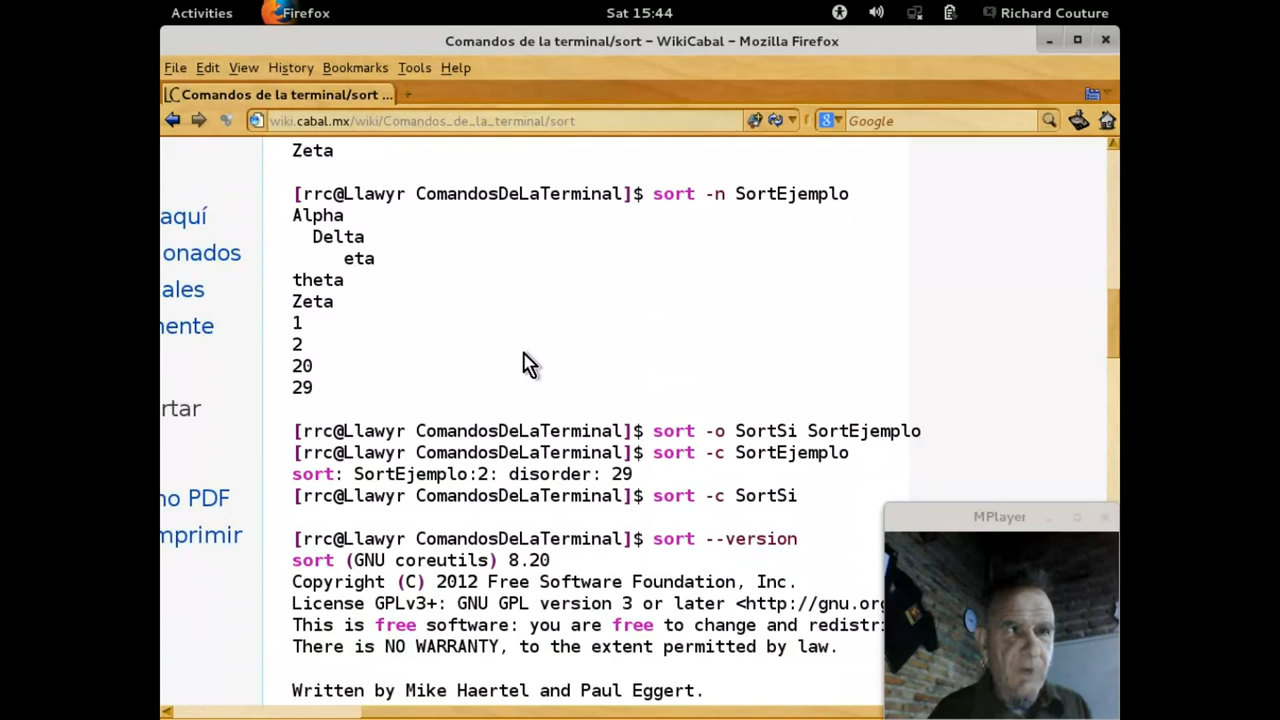 Activities Firefox Sat 15:44 Richard Couture
Comandos de la terminal/sort – WikiCabal – Mozilla Firefox
File Edit View History Bookmarks Tools Help
Comandos de la terminal/sort ...
wiki.cabal.mx/wiki/Comandos_de_la_terminal/sort Google
Zeta
[rrc@Llawyr ComandosDeLaTerminal]$ sort -n SortEjemplo
Alpha
Delta
eta
theta
Zeta
1
2
20
29
[rrc@Llawyr ComandosDeLaTerminal]$ sort -o SortSi SortEjemplo
[rrc@Llawyr ComandosDeLaTerminal]$ sort -c SortEjemplo
sort: SortEjemplo:2: disorder: 29
[rrc@Llawyr ComandosDeLaTerminal]$ sort -c SortSi
[rrc@Llawyr ComandosDeLaTerminal]$ sort --version
sort (GNU coreutils) 8.20
Copyright (C) 2012 Free Software Foundation, Inc.
License GPLv3+: GNU GPL version 3 or later <http://gnu.org
This is free software: you are free to change and redistri
There is NO WARRANTY, to the extent permitted by law.
Written by Mike Haertel and Paul Eggert.
aquí
onados
ales
nente
rtar
no PDF
mprimir
MPlayer